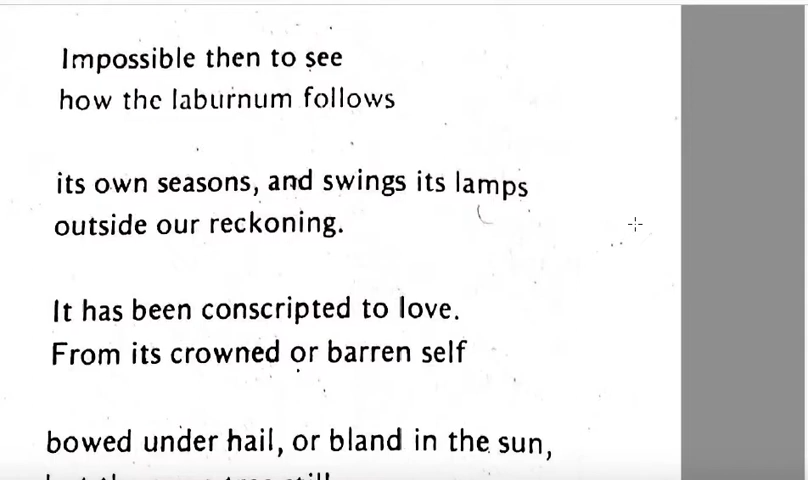 Impossible then to see
how the laburnum follows
its own seasons, and swings its lamps
outside our reckoning.
It has been conscripted to love.
From its crowned or barren self
bowed under hail, or bland in the sun,